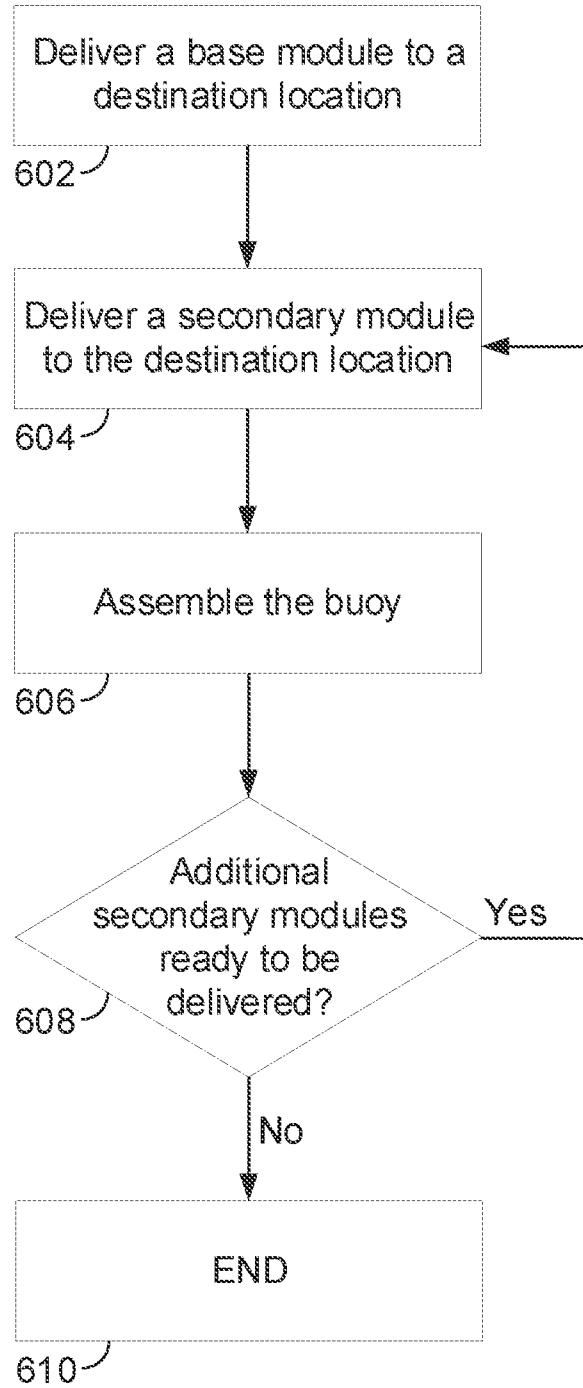 Deliver a base module to a
destination location
602
Deliver a secondary module
to the destination location
604
Assemble the buoy
606
Additional
secondary modules
ready to be
delivered?
Yes
608
No
END
610